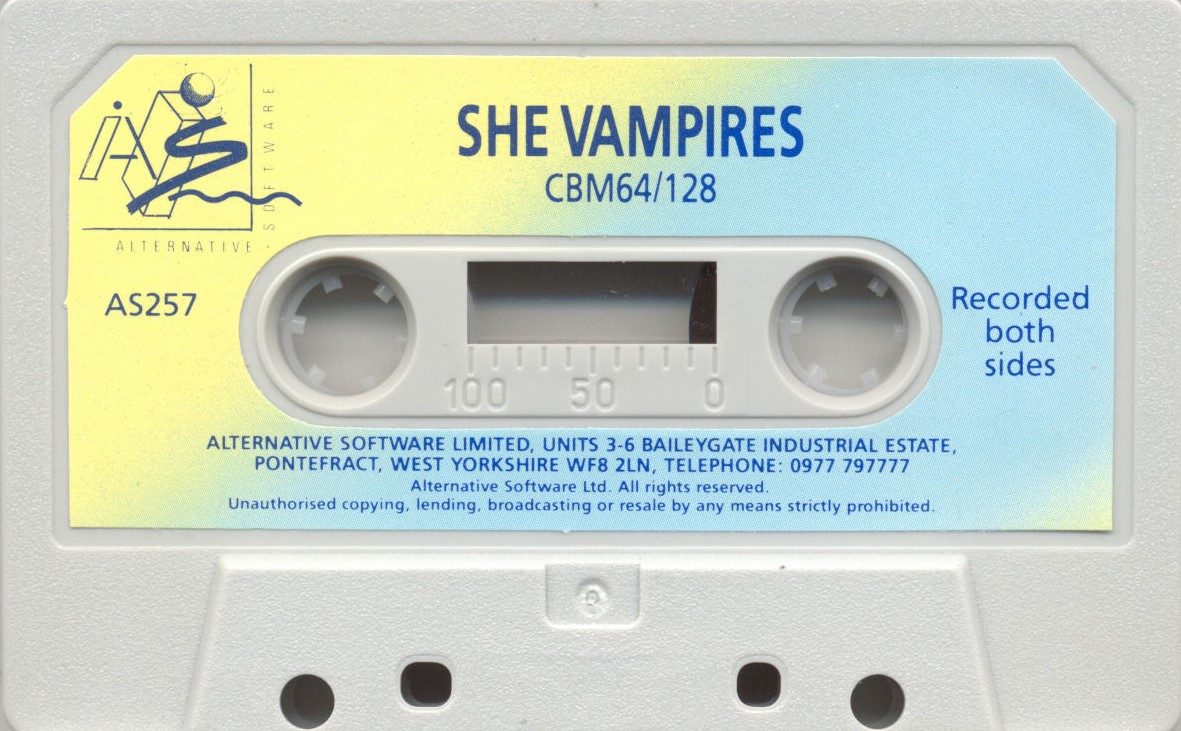 SHE VAMPIRES
CBM64/128
SOFTWARE
ALTERNATIVE
AS257
Recorded
both
sides
100 50 0
ALTERNATIVE SOFTWARE LIMITED, UNITS 3-6 BAILEYGATE INDUSTRIAL ESTATE,
PONTEFRACT, WEST YORKSHIRE WF8 2LN, TELEPHONE: 0977 797777
Alternative Software Ltd. All rights reserved.
Unauthorised copying, lending, broadcasting or resale by any means strictly prohibited.